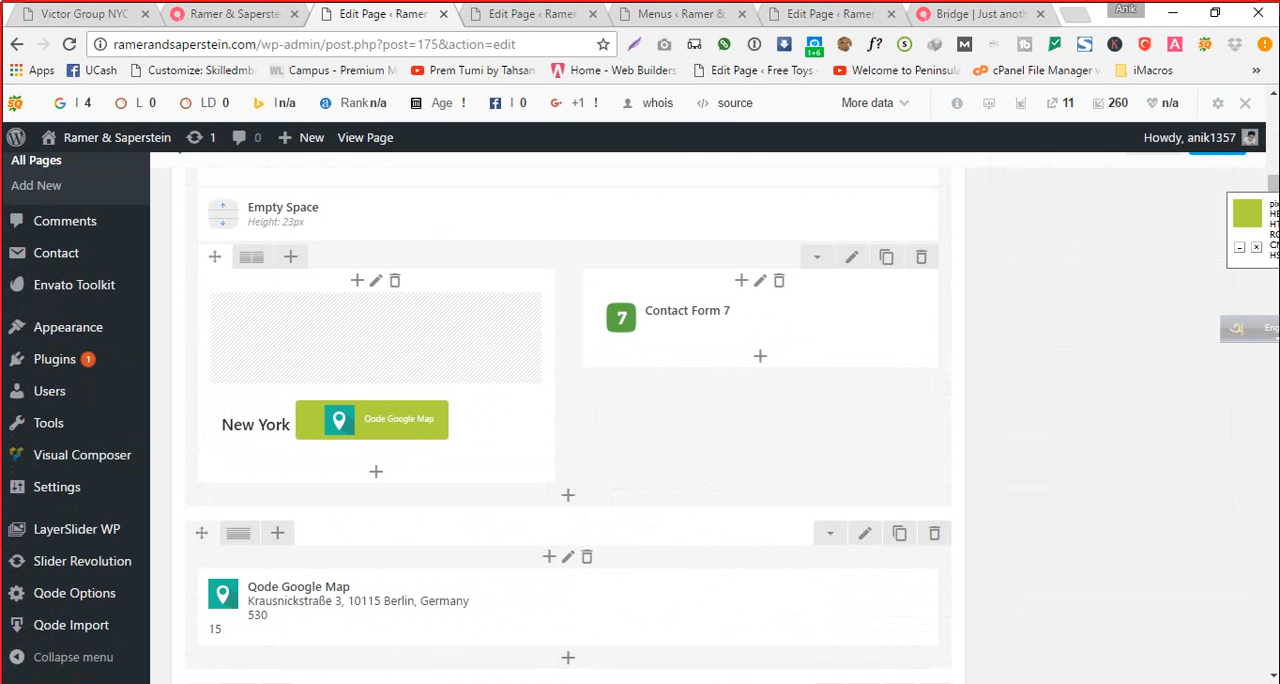 Victor Group NYC
Ramer & Saperstei
Edit Page ‹ Ramer
Edit Page ‹ Ramer
Menus ‹ Ramer &
Edit Page ‹ Ramer
Bridge | Just anoth
Anik
ramerandsaperstein.com/wp-admin/post.php?post=175&action=edit
1+6
Apps
UCash
Customize: Skilledmb
Campus - Premium M
Prem Tumi by Tahsan
Home - Web Builders
Edit Page ‹ Free Toys
Welcome to Peninsula
cPanel File Manager v
iMacros
I 4
L 0
LD 0
I n/a
Rank n/a
Age !
I 0
+1 !
whois
source
More data
11
260
n/a
Ramer & Saperstein
1
0
New
View Page
Howdy, anik1357
All Pages
Add New
Comments
Contact
Envato Toolkit
Appearance
Plugins 1
Users
Tools
Visual Composer
Settings
LayerSlider WP
Slider Revolution
Qode Options
Qode Import
Collapse menu
Empty Space
Height: 23px
7
Contact Form 7
New York
Qode Google Map
Qode Google Map
Krausnickstraße 3, 10115 Berlin, Germany
530
15
Eng